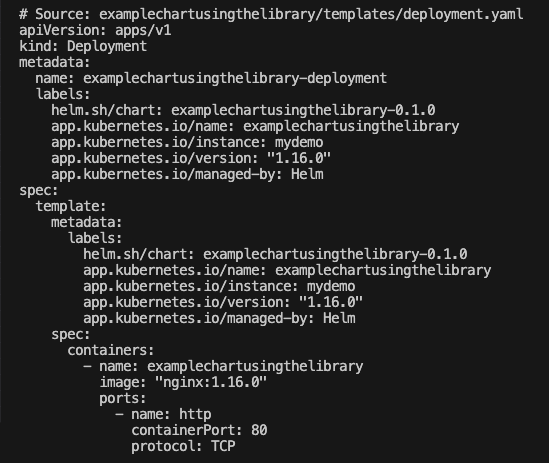 # Source: examplechartusingthelibrary/templates/deployment.yaml
apiVersion: apps/v1
kind: Deployment
metadata:
  name: examplechartusingthelibrary-deployment
  labels:
    helm.sh/chart: examplechartusingthelibrary-0.1.0
    app.kubernetes.io/name: examplechartusingthelibrary
    app.kubernetes.io/instance: mydemo
    app.kubernetes.io/version: "1.16.0"
    app.kubernetes.io/managed-by: Helm
spec:
  template:
    metadata:
      labels:
        helm.sh/chart: examplechartusingthelibrary-0.1.0
        app.kubernetes.io/name: examplechartusingthelibrary
        app.kubernetes.io/instance: mydemo
        app.kubernetes.io/version: "1.16.0"
        app.kubernetes.io/managed-by: Helm
    spec:
      containers:
        - name: examplechartusingthelibrary
          image: "nginx:1.16.0"
          ports:
            - name: http
              containerPort: 80
              protocol: TCP